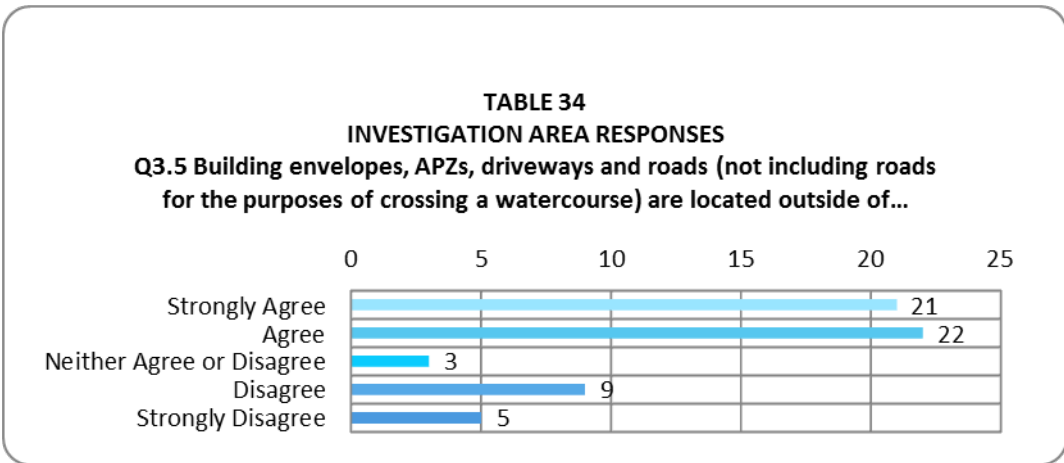 TABLE 34
INVESTIGATION AREA RESPONSES
Q3.5 Building envelopes, APZs, driveways and roads (not including roads
for the purposes of crossing a watercourse) are located outside of...
0 5 10 15 20 25
Strongly Agree 21
Agree 22
Neither Agree or Disagree 3
Disagree 9
Strongly Disagree 5